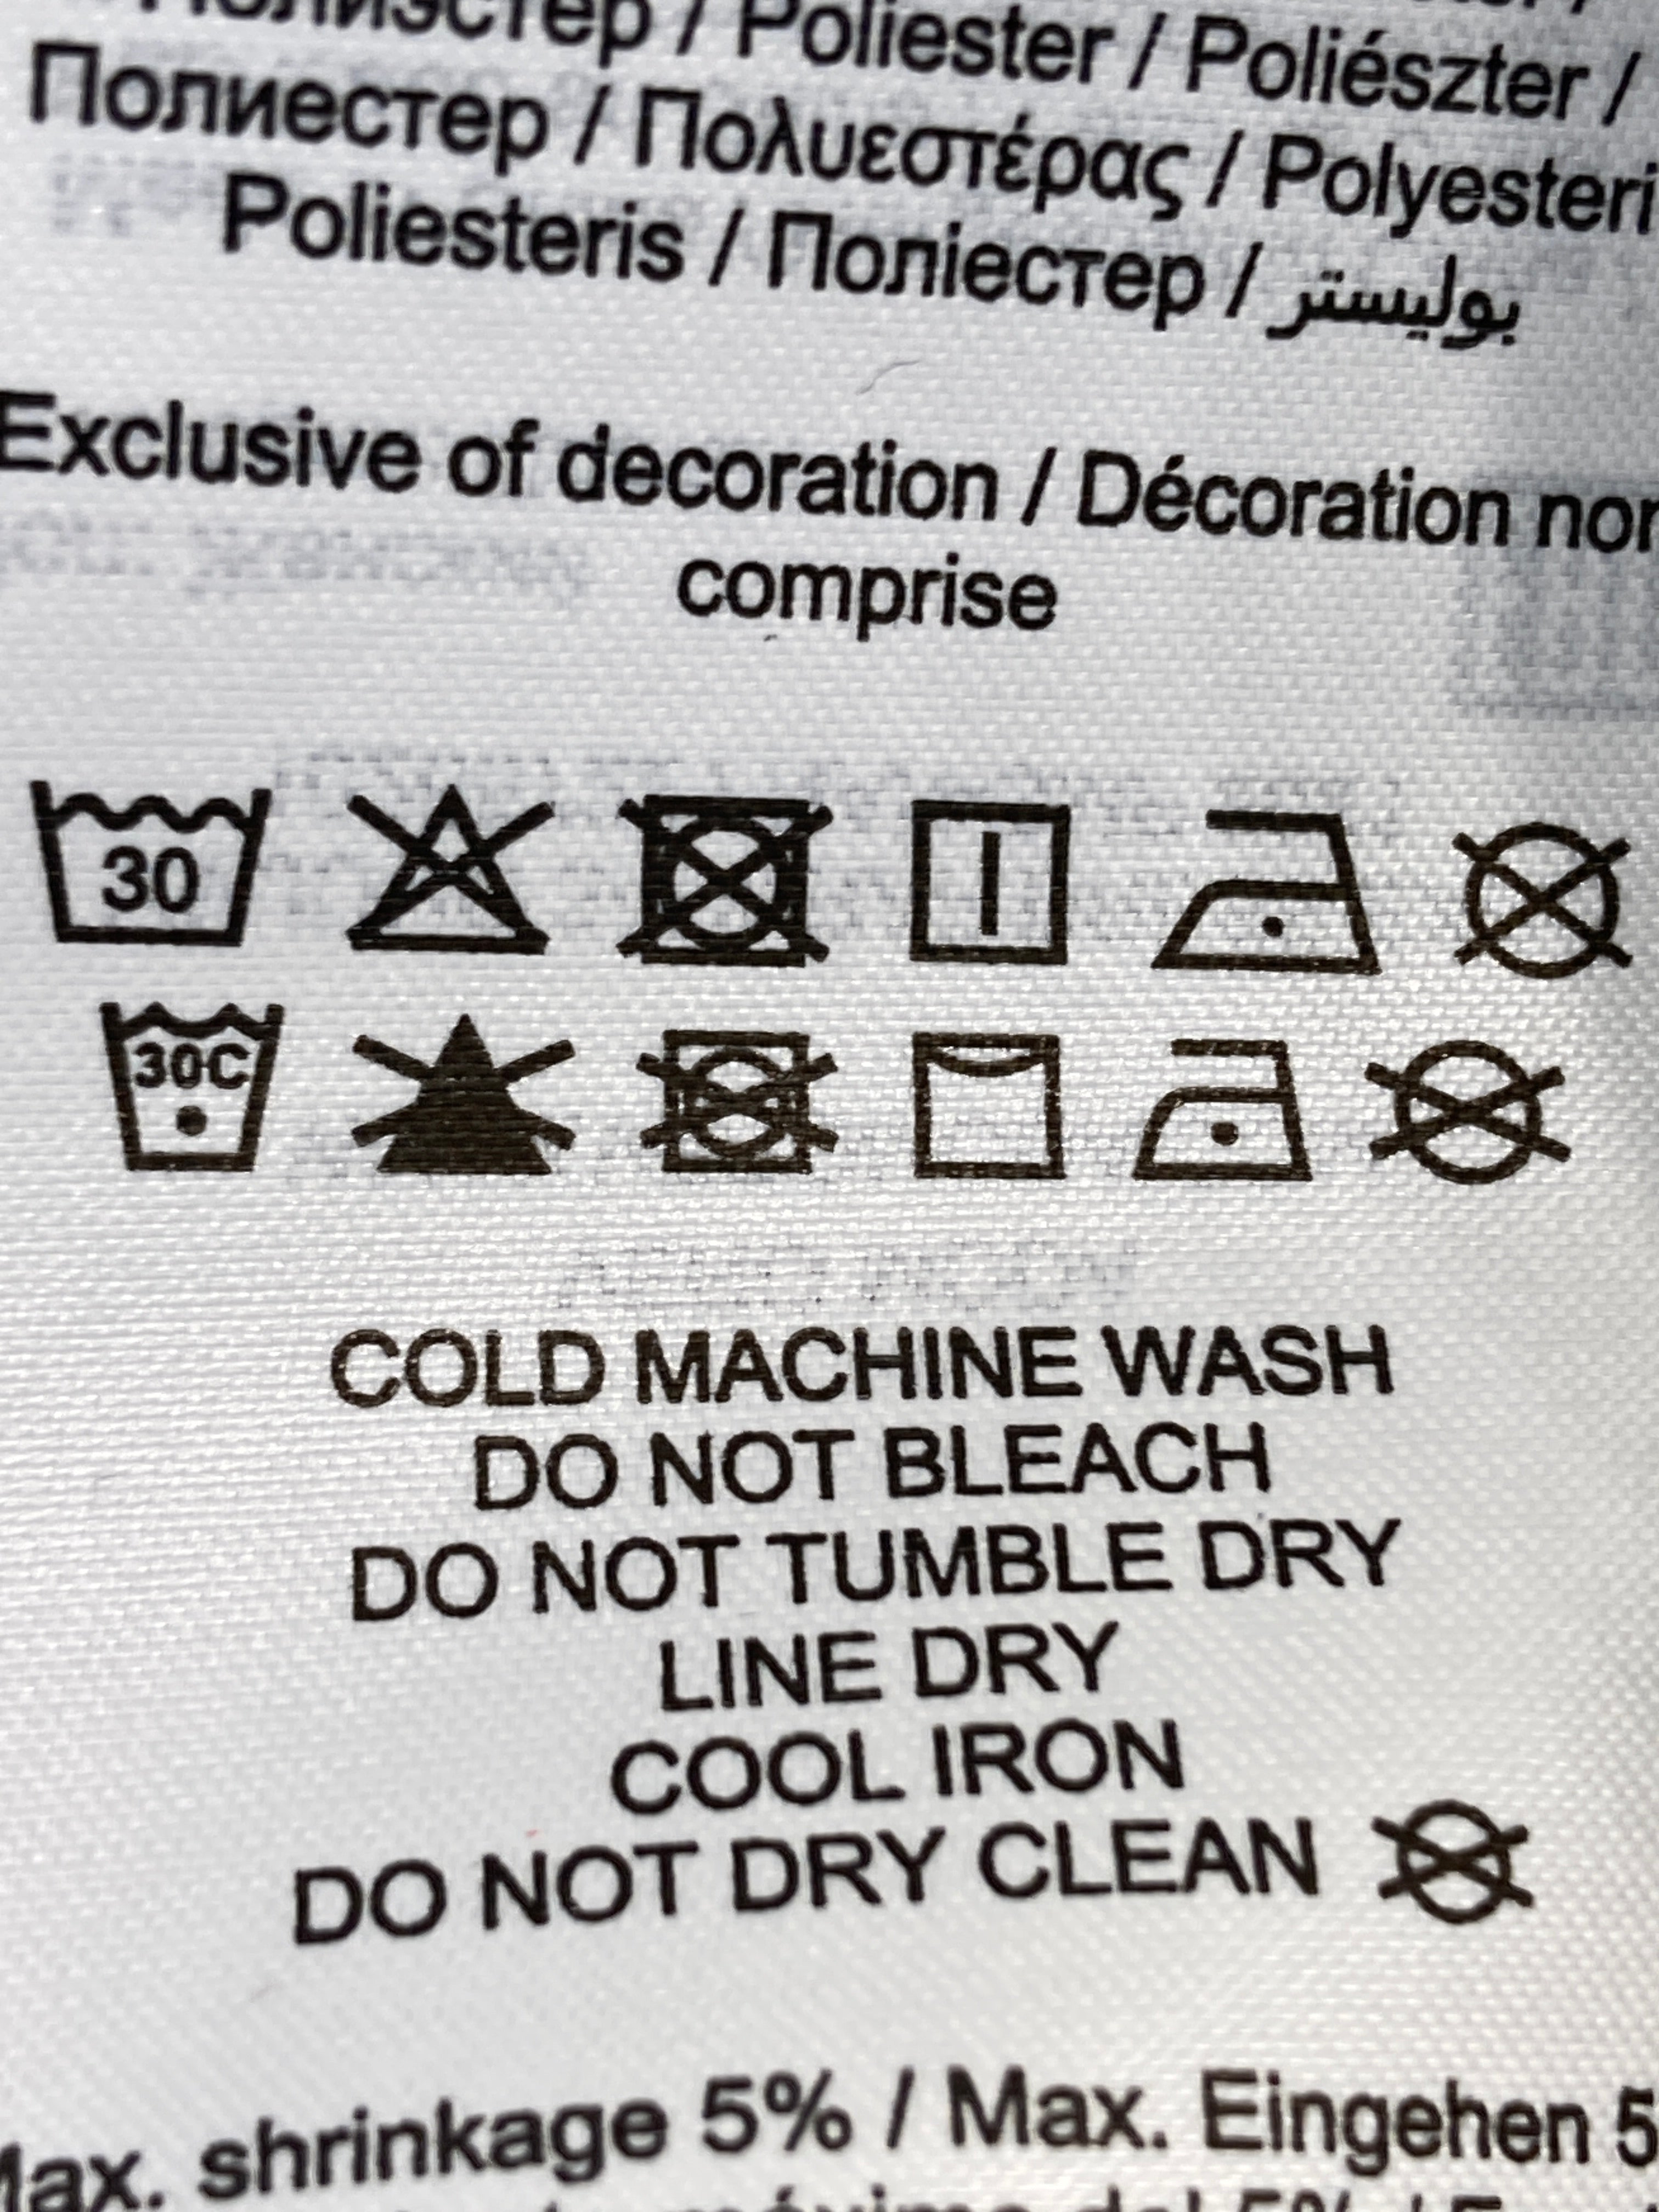 Полиэстер / Poliester / Poliészter /
Полиестер / Πολυεστέρας / Polyesteri
Poliesteris / Поліестер / بوليستر
Exclusive of decoration / Décoration
comprise
30
30C
COLD MACHINE WASH
DO NOT BLEACH
DO NOT TUMBLE DRY
LINE DRY
COOL IRON
DO NOT DRY CLEAN
Max. shrinkage 5% / Max. Eingehen 5